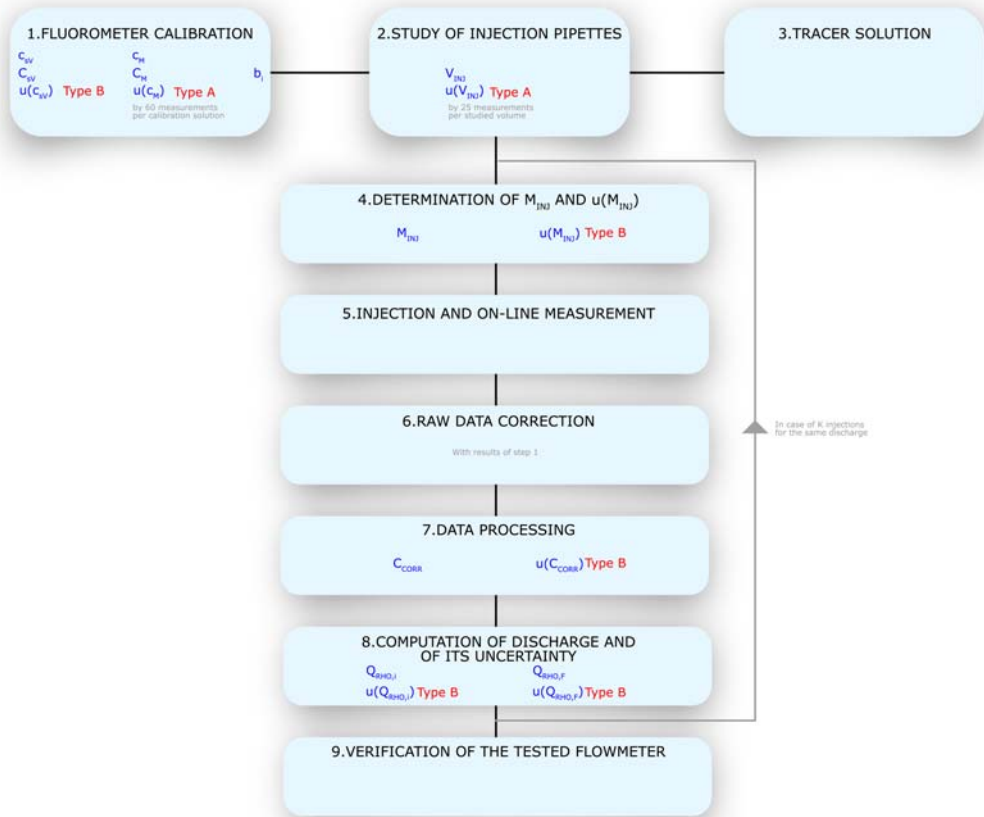 1.FLUOROMETER CALIBRATION
c_sV c_M
C_sV C_M b_i
u(c_sV) Type B u(c_M) Type A
by 60 measurements
per calibration solution
2.STUDY OF INJECTION PIPETTES
V_INJ
u(V_INJ) Type A
by 25 measurements
per studied volume
3.TRACER SOLUTION
4.DETERMINATION OF M_INJ AND u(M_INJ)
M_INJ u(M_INJ) Type B
5.INJECTION AND ON-LINE MEASUREMENT
6.RAW DATA CORRECTION
With results of step 1
In case of K injections
for the same discharge
7.DATA PROCESSING
C_CORR u(C_CORR) Type B
8.COMPUTATION OF DISCHARGE AND
OF ITS UNCERTAINTY
Q_RHO,i Q_RHO,F
u(Q_RHO,i) Type B u(Q_RHO,F) Type B
9.VERIFICATION OF THE TESTED FLOWMETER